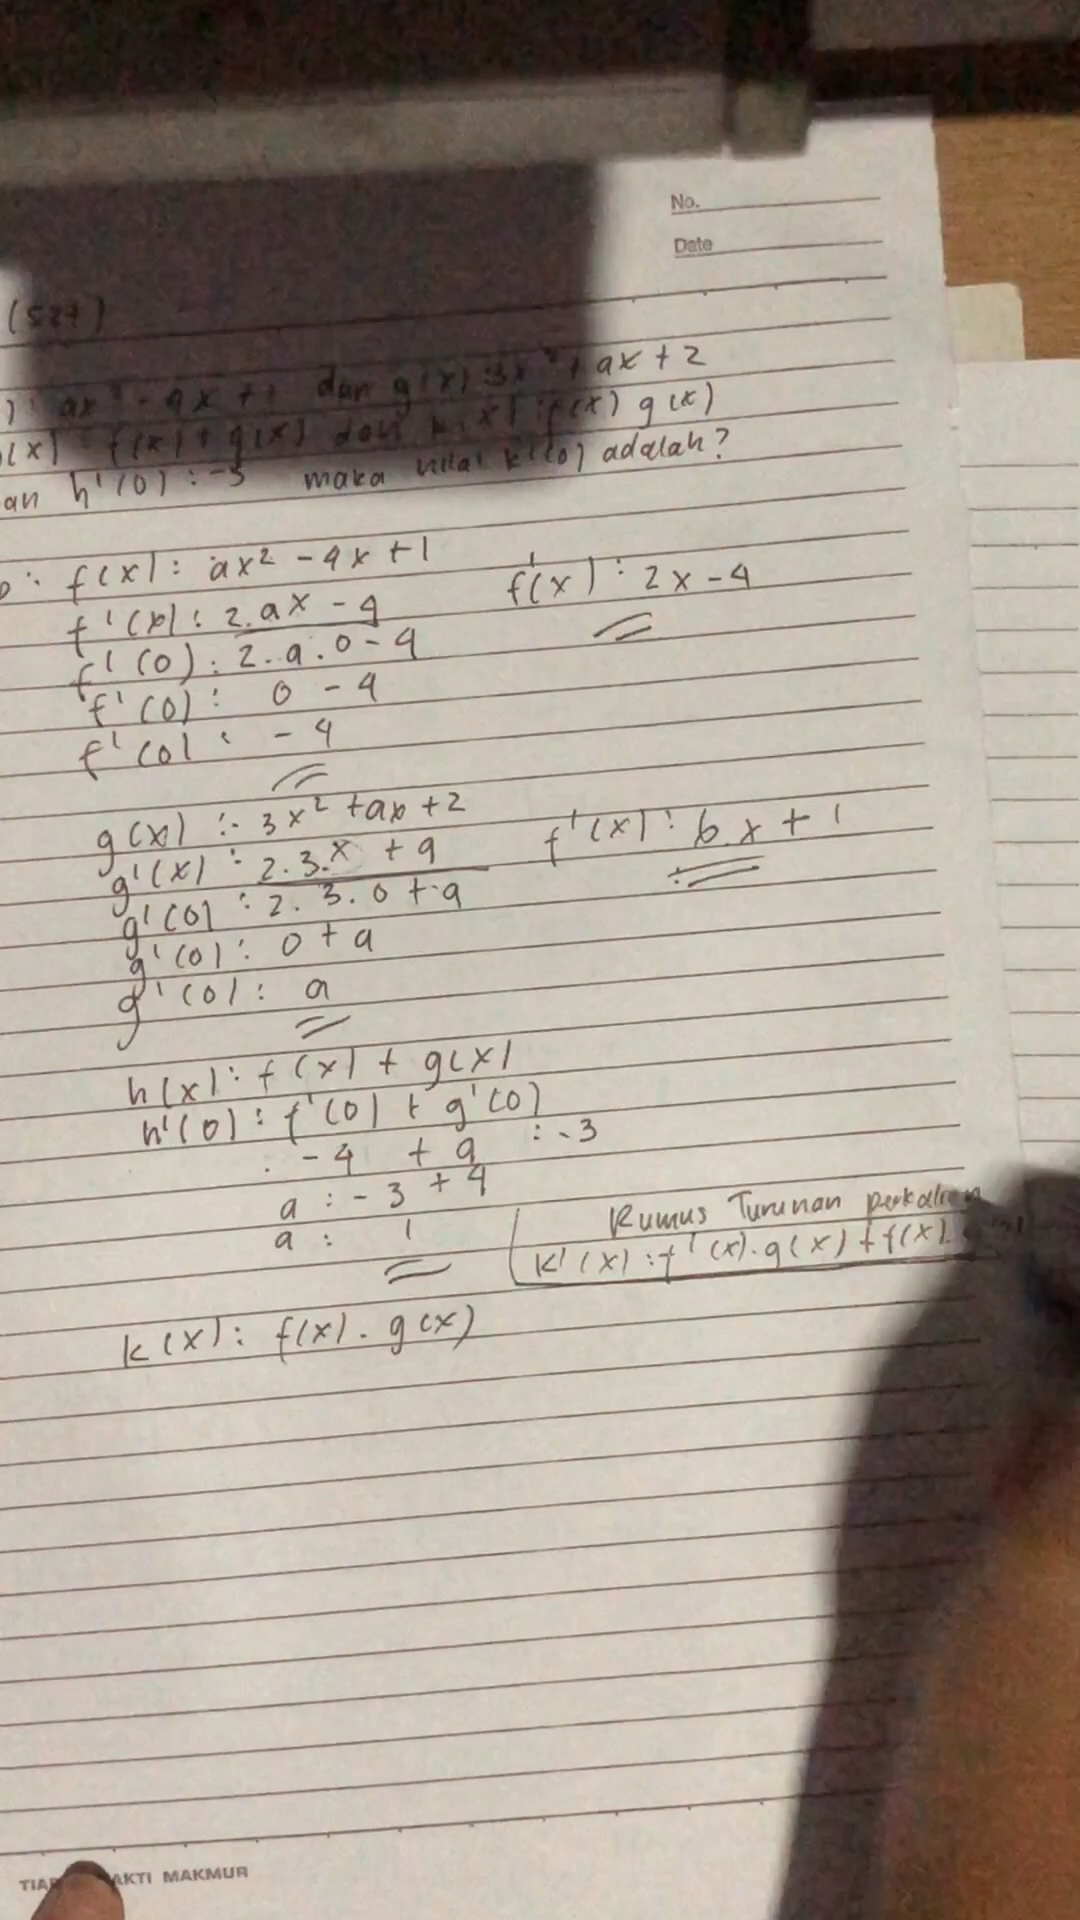 No.
Date
(527)
): ax² - 4x + 1 dan g(x): 3x² + ax + 2
(x) : f(x) + g(x) dan k(x) : f(x) g(x)
an h'(0) : -3 maka nilai k'(0) adalah?
: f(x): ax² - 4x + 1
f'(x): 2x - 4
f'(x): 2.ax - 4
f'(0): 2.a.0 - 4
f'(0): 0 - 4
f'(0): - 4
g(x) : 3x² + ax + 2
f'(x): 6x + 1
g'(x) : 2.3.x + a
g'(0) : 2.3.0 + a
g'(0): 0 + a
g'(0): a
h(x): f(x) + g(x)
h'(0): f'(0) + g'(0)
: -4 + a : -3
a : -3 + 4
a : 1
Rumus Turunan perkalian
k'(x) : f'(x).g(x) + f(x).
k(x): f(x) . g(x)
AKTI MAKMUR